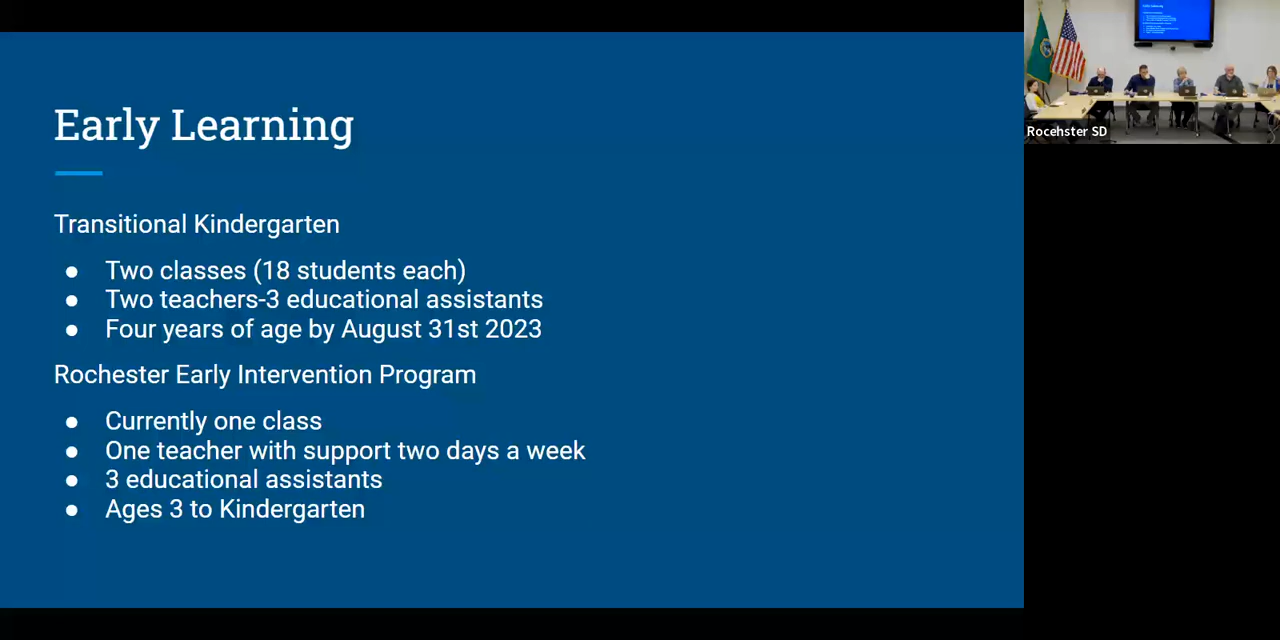 Early Learning
Transitional Kindergarten
● Two classes (18 students each)
● Two teachers-3 educational assistants
● Four years of age by August 31st 2023
Rochester Early Intervention Program
● Currently one class
● One teacher with support two days a week
● 3 educational assistants
● Ages 3 to Kindergarten
Rocehster SD
Early Learning